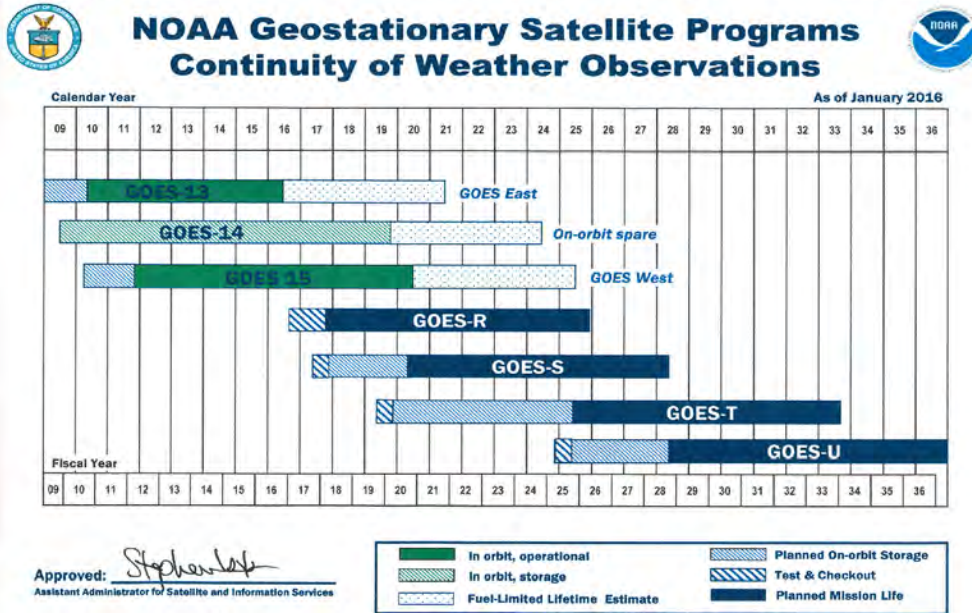 NOAA Geostationary Satellite Programs
Continuity of Weather Observations
NOAA
Calendar Year
As of January 2016
09 10 11 12 13 14 15 16 17 18 19 20 21 22 23 24 25 26 27 28 29 30 31 32 33 34 35 36
GOES-13
GOES East
GOES-14
On-orbit spare
GOES 15
GOES West
GOES-R
GOES-S
GOES-T
GOES-U
Fiscal Year
09 10 11 12 13 14 15 16 17 18 19 20 21 22 23 24 25 26 27 28 29 30 31 32 33 34 35 36
Approved:
Assistant Administrator for Satellite and Information Services
In orbit, operational
In orbit, storage
Fuel-Limited Lifetime Estimate
Planned On-orbit Storage
Test & Checkout
Planned Mission Life